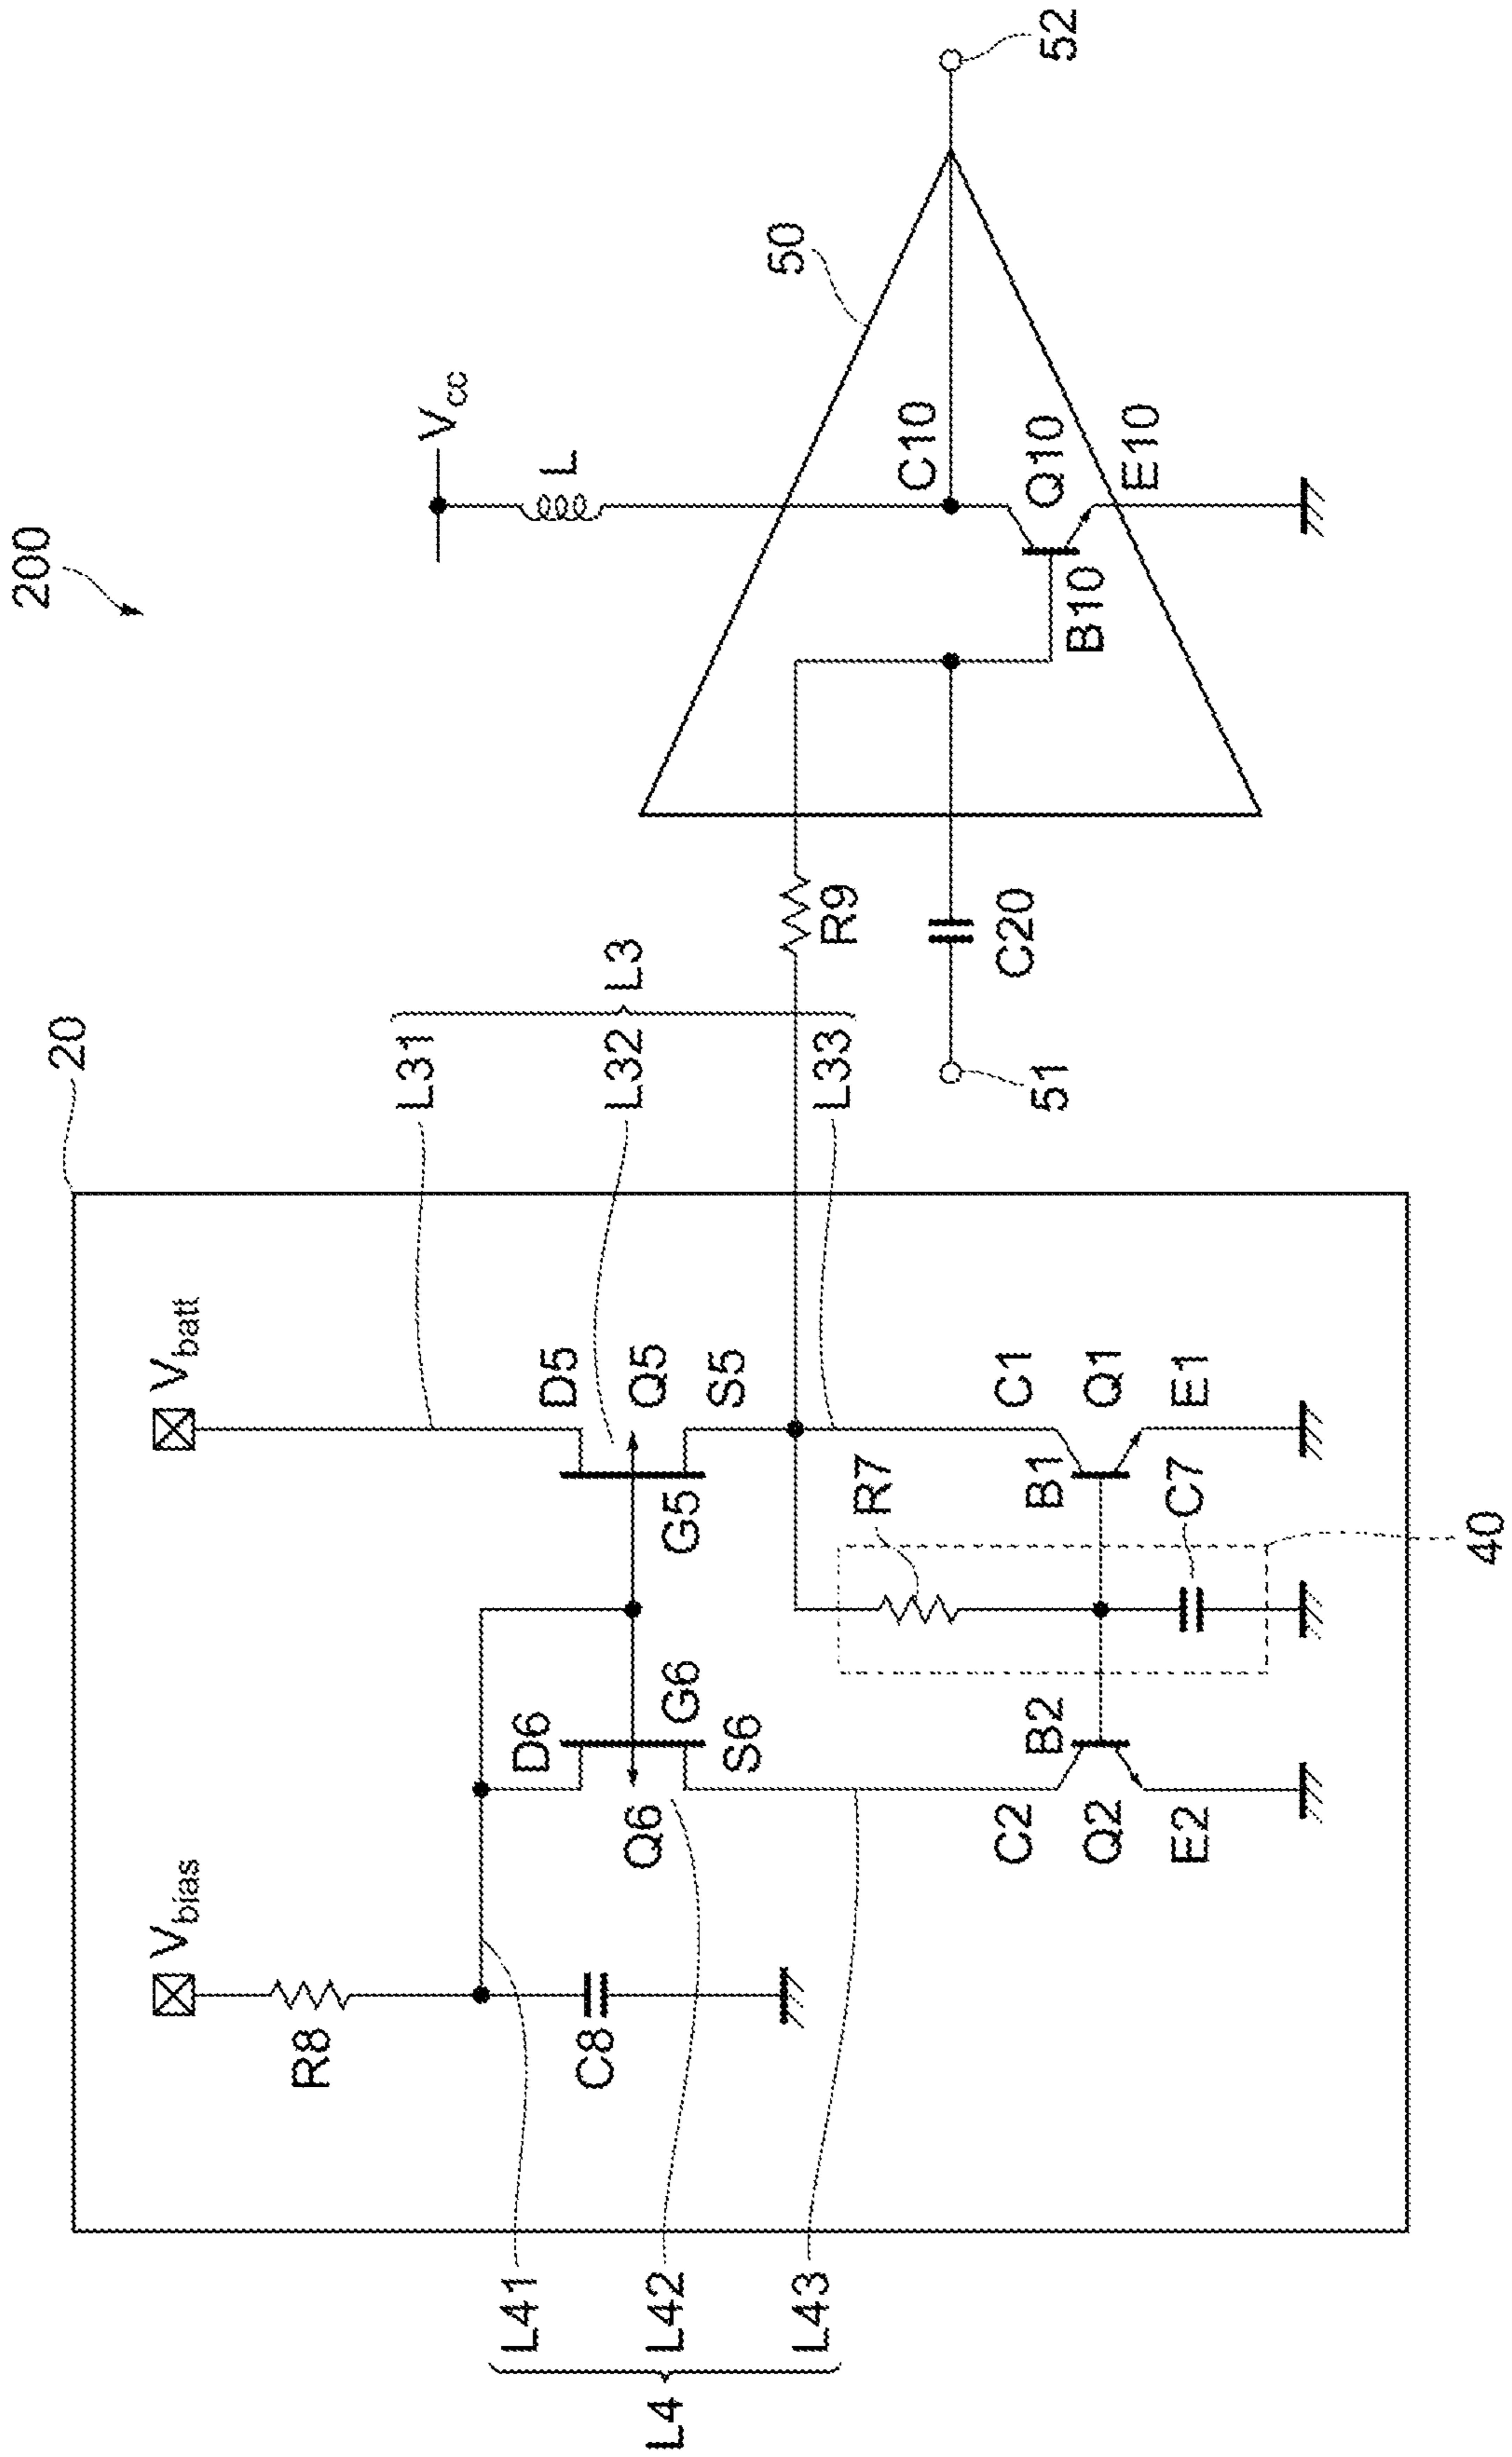 200
20
V_bias
V_batt
V_cc
R8
C8
L
L31
L32
L33
L3
D6
D5
Q6
G6
G5
Q5
S6
S5
50
L41
L42
L43
L4
R9
C10
R7
C20
51
52
C2
B2
B1
C1
Q2
Q1
E2
C7
E1
B10
Q10
E10
40